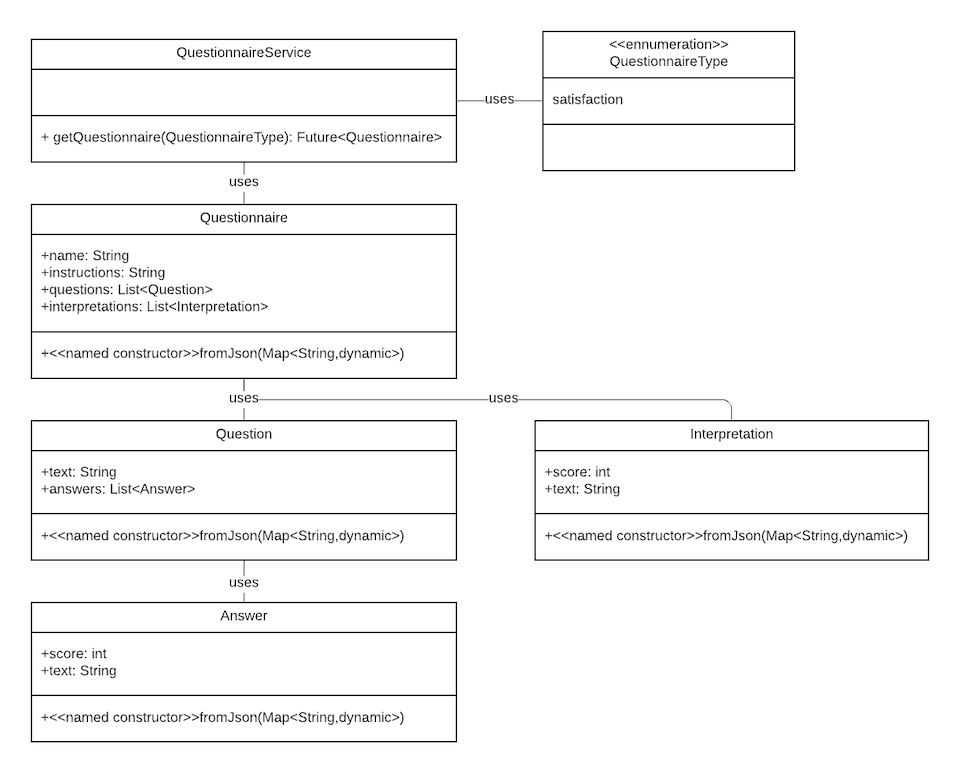 QuestionnaireService
+ getQuestionnaire(QuestionnaireType): Future<Questionnaire>
uses
<<ennumeration>>
QuestionnaireType
satisfaction
uses
Questionnaire
+name: String
+instructions: String
+questions: List<Question>
+interpretations: List<Interpretation>
+<<named constructor>>fromJson(Map<String,dynamic>)
uses
uses
Question
+text: String
+answers: List<Answer>
+<<named constructor>>fromJson(Map<String,dynamic>)
Interpretation
+score: int
+text: String
+<<named constructor>>fromJson(Map<String,dynamic>)
uses
Answer
+score: int
+text: String
+<<named constructor>>fromJson(Map<String,dynamic>)